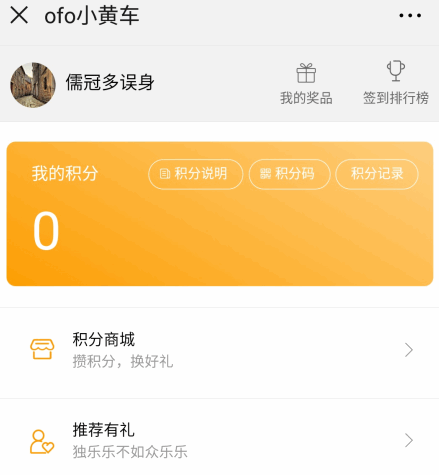 ofo小黄车
儒冠多误身
我的奖品
签到排行榜
我的积分
积分说明
积分码
积分记录
0
积分商城
攒积分，换好礼
推荐有礼
独乐乐不如众乐乐